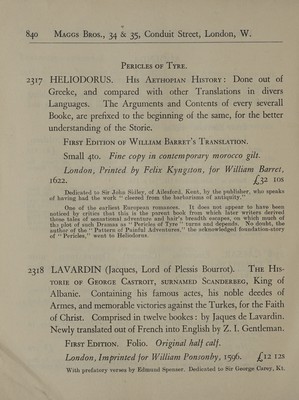 840 MAGGS BROS., 34 & 35, Conduit Street, London, W.
PERICLES OF TYRE.
2317 HELIODORUS. HIS AETHOPIAN HISTORY: Done out of
Greeke, and compared with other Translations in divers
Languages. The Arguments and Contents of every severall
Booke, are prefixed to the beginning of the same, for the better
understanding of the Storie.
FIRST EDITION OF WILLIAM BARRET'S TRANSLATION.
Small 4to. Fine copy in contemporary morocco gilt.
London, Printed by Felix Kyngston, for William Barret,
1622. £32 10s
Dedicated to Sir John Sidley, of Ailesford, Kent, by the publisher, who speaks
of having had the work "cleered from the barbarisms of antiquity."
One of the earliest European romances. It does not appear to have been
noticed by critics that this is the parent book from which later writers derived
those tales of sensational adventure and hair's breadth escapes, on which much of
the plot of such Dramas as "Pericles of Tyre" turns and depends. No doubt, the
author of the "Pattern of Painful Adventures," the acknowledged foundation-story
of "Pericles," went to Heliodorus.
2318 LAVARDIN (Jacques, Lord of Plessis Bourrot). THE HIS-
TORIE OF GEORGE CASTRIOT, SURNAMED SCANDERBEG, King of
Albanie. Containing his famous actes, his noble deedes of
Armes, and memorable victories against the Turkes, for the Faith
of Christ. Comprised in twelve bookes: by Jaques de Lavardin.
Newly translated out of French into English by Z. I. Gentleman.
FIRST EDITION. Folio. Original half calf.
London, Imprinted for William Ponsonby, 1596. £12 12s
With prefatory verses by Edmund Spenser. Dedicated to Sir George Carey, Kt.